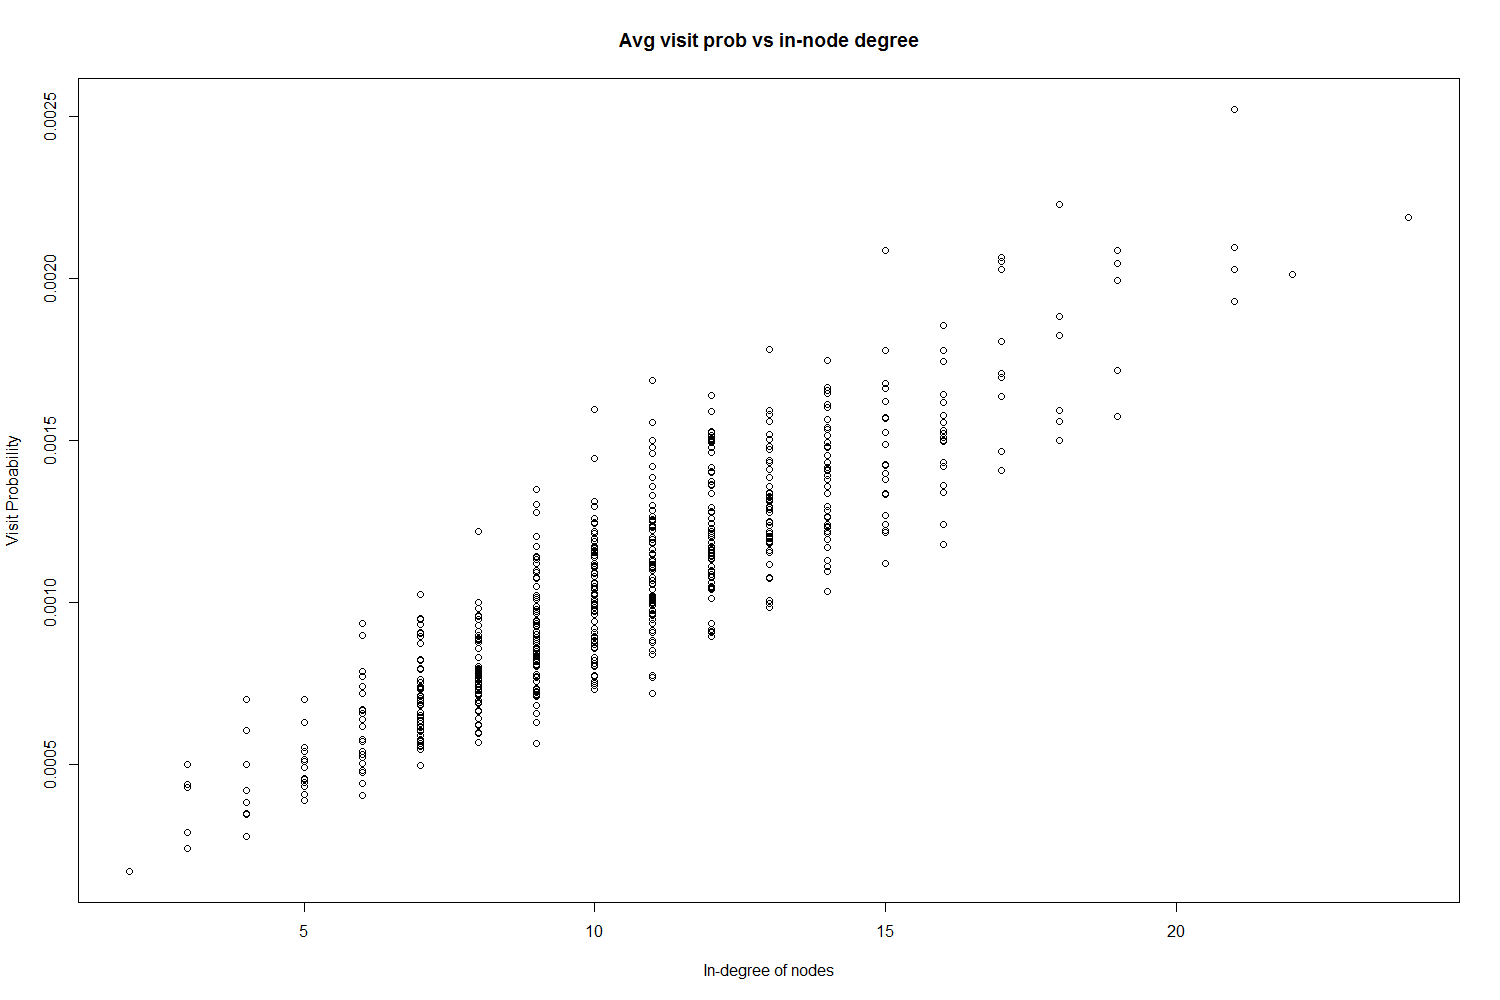 Avg visit prob vs in-node degree
0.0025
0.0020
0.0015
0.0010
0.0005
Visit Probability
5 10 15 20
In-degree of nodes